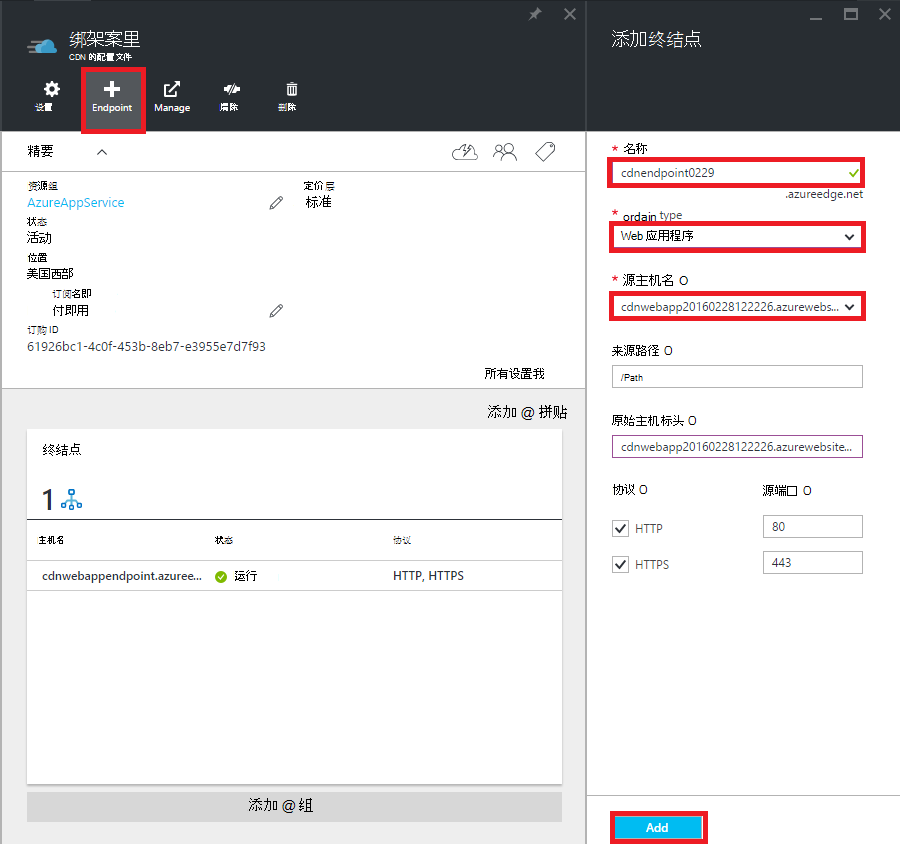 绑架案里
CDN 的配置文件
设置
Endpoint
Manage
清除
删除
精要
资源组
AzureAppService
定价层
标准
状态
活动
位置
美国西部
订阅名即
付即用
订购 ID
61926bc1-4c0f-453b-8eb7-e3955e7d7f93
所有设置我
添加 @ 拼贴
终结点
1
主机名 状态 协议
cdnwebappendpoint.azuree... 运行 HTTP, HTTPS
添加 @ 组
添加终结点
* 名称
cdnendpoint0229
.azureedge.net
* ordain type
Web 应用程序
* 源主机名 O
cdnwebapp20160228122226.azurewebs...
来源路径 O
/Path
原始主机标头 O
cdnwebapp20160228122226.azurewebsite...
协议 O 源端口 O
HTTP 80
HTTPS 443
Add